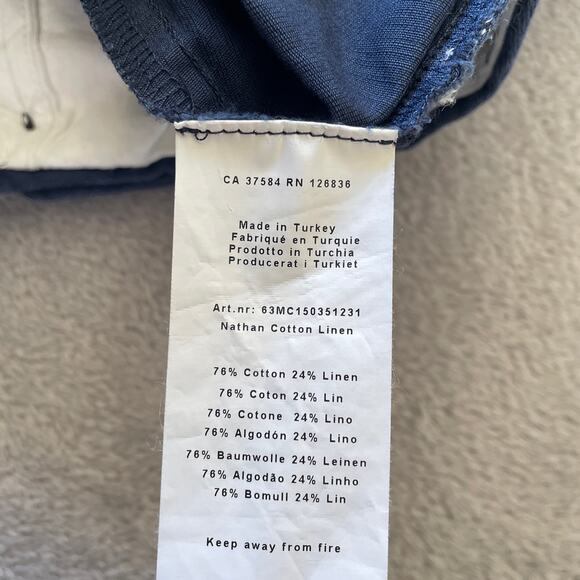 CA 37584 RN 126836
Made in Turkey
Fabriqué en Turquie
Prodotto in Turchia
Producerat i Turkiet
Art.nr: 63MC150351231
Nathan Cotton Linen
76% Cotton 24% Linen
76% Coton 24% Lin
76% Cotone 24% Lino
76% Algodón 24% Lino
76% Baumwolle 24% Leinen
76% Algodão 24% Linho
76% Bomull 24% Lin
Keep away from fire